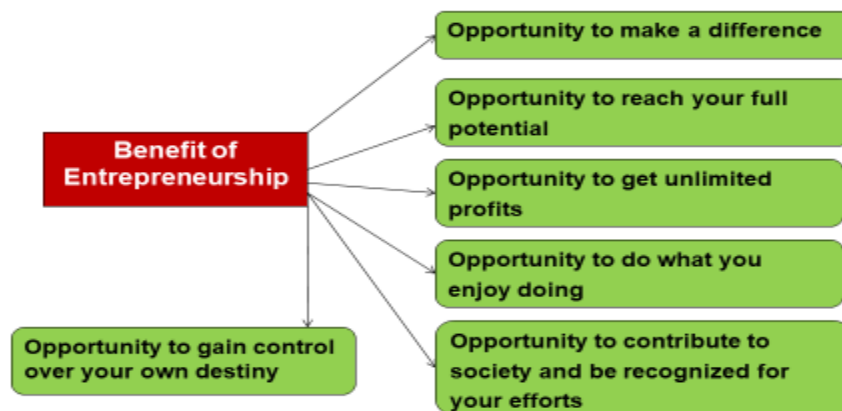 Benefit of
Entrepreneurship
Opportunity to make a difference
Opportunity to reach your full
potential
Opportunity to get unlimited
profits
Opportunity to do what you
enjoy doing
Opportunity to contribute to
society and be recognized for
your efforts
Opportunity to gain control
over your own destiny